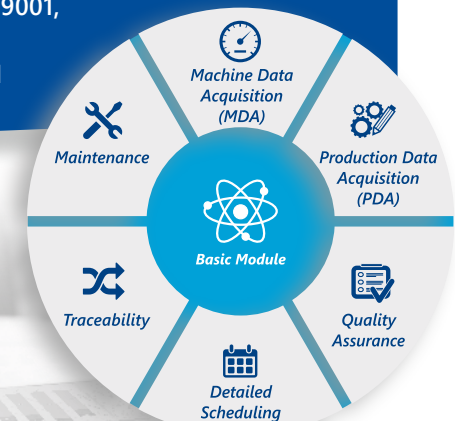 9001,
Machine Data
Acquisition
(MDA)
Maintenance
Production Data
Acquisition
(PDA)
Basic Module
Traceability
Quality
Assurance
Detailed
Scheduling